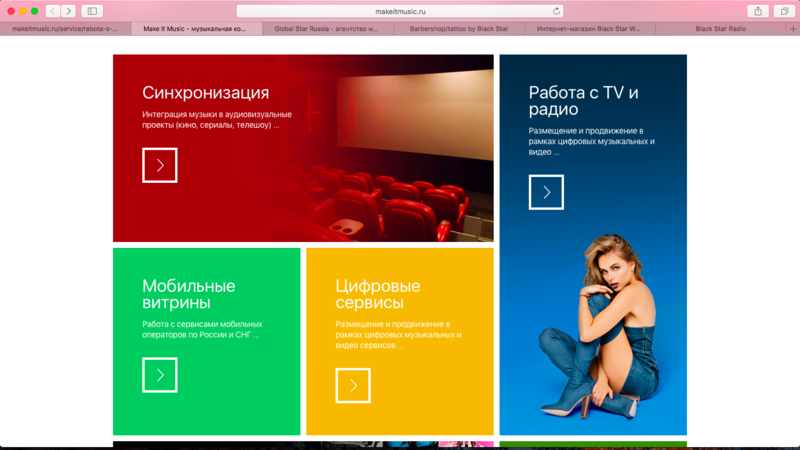 makeitmusic.ru
makeitmusic.ru/service/rabota-s-...
Make It Music - музыкальная ко...
Global Star Russia - агентство м...
Barbershop/tattoo by Black Star
Интернет-магазин Black Star W...
Black Star Radio
Синхронизация
Интеграция музыки в аудиовизуальные
проекты (кино, сериалы, телешоу) ...
Работа с TV и
радио
Размещение и продвижение в
рамках цифровых музыкальных и
видео ...
Мобильные
витрины
Работа с сервисами мобильных
операторов по России и СНГ ...
Цифровые
сервисы
Размещение и продвижение в
рамках цифровых музыкальных и
видео сервисов ...